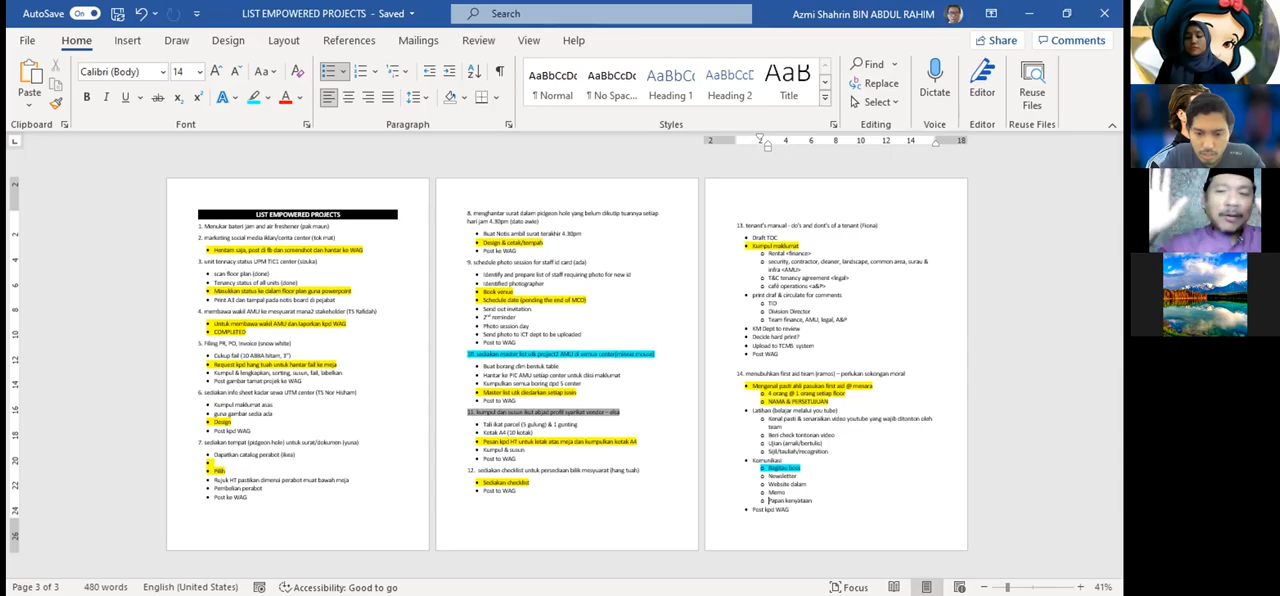 AutoSave On LIST EMPOWERED PROJECTS - Saved Search Azmi Shahrin BIN ABDUL RAHIM
File Home Insert Draw Design Layout References Mailings Review View Help Share Comments
Calibri (Body) 14 Aa
Paste
B I U ab x₂ x² A A
AaBbCcDc AaBbCcDc AaBbCc AaBbCcD AaB
¶ Normal ¶ No Spac... Heading 1 Heading 2 Title
Find
Replace
Select
Dictate
Editor
Reuse Files
Clipboard Font Paragraph Styles Editing Voice Editor Reuse Files
2 2 4 6 8 10 12 14 18
LIST EMPOWERED PROJECTS
1. Menukar bateri jam and air freshener (pak maun)
2. marketing social media iklan/cerita center (tok mat)
• Hentam saja, post di fb dan screenshot dan hantar ke WAG
3. unit tennacy status UPM TIC1 center (sizuka)
• scan floor plan (done)
• Tenancy status of all units (done)
• Masukkan status ke dalam floor plan guna powerpoint
• Print A3 dan tampal pada notis board di pejabat
4. membawa wakil AMU ke mesyuarat mana2 stakeholder (TS Rafidah)
• Untuk membawa wakil AMU dan laporkan kpd WAG
• COMPLETED
5. Filing PR, PO, Invoice (snow white)
• Cukup fail (10 ABBA hitam, 3")
• Request kpd hang tuah untuk hantar fail ke meja
• Kumpul & lengkapkan, sorting, susun, fail, labelkan
• Post gambar tamat projek ke WAG
6. sediakan info sheet kadar sewa UTM center (TS Nor Hisham)
• Kumpul maklumat asas
• guna gambar sedia ada
• Design
• Post kpd WAG
7. sediakan tempat (pidgeon hole) untuk surat/dokumen (yuna)
• Dapatkan catalog perabot (ikea)
•
• Pilih
• Rujuk HT pastikan dimensi perabot muat bawah meja
• Pembelian perabot
• Post ke WAG
8. menghantar surat dalam pidgeon hole yang belum dikutip tuannya setiap
hari jam 4.30pm (dato awie)
• Buat Notis ambil surat terakhir 4.30pm
• Design & cetak/tempah
• Post ke WAG
9. schedule photo session for staff id card (ada)
• Identify and prepare list of staff requiring photo for new id
• Identified photographer
• Book venue
• Schedule date (pending the end of MCO)
• Send out invitation
• 2nd reminder
• Photo session day
• Send photo to ICT dept to be uploaded
• Post to WAG
10. sediakan master list utk project2 AMU di semua center(minnie mouse)
• Buat borang dlm bentuk table
• Hantar ke PIC AMU setiap center untuk diisi maklumat
• Kumpulkan semua borang dpd 5 center
• Master list utk diedarkan setiap isnin
• Post to WAG
11. kumpul dan susun ikut abjad profil syarikat vendor – elsa
• Tali ikat parcel (5 gulung) & 1 gunting
• Kotak A4 (10 kotak)
• Pesan kpd HT untuk letak atas meja dan kumpulkan kotak A4
• Kumpul & susun
• Post to WAG
12. sediakan checklist untuk persediaan bilik mesyuarat (hang tuah)
• Sediakan checklist
• Post to WAG
13. tenant's manual - do's and dont's of a tenant (Fiona)
• Draft TOC
• Kumpul maklumat
o Rental <finance>
o security, contractor, cleaner, landscape, common area, surau &
infra <AMU>
o T&C tenancy agreement <legal>
o café operations <a&P>
• print draf & circulate for comments
o TID
o Division Director
o Team finance, AMU, legal, A&P
• KM Dept to review
• Decide hard print?
• Upload to TCMS system
• Post WAG
14. menubuhkan first aid team (ramos) – perlukan sokongan moral
• Mengenal pasti ahli pasukan first aid @ mesara
o 4 orang @ 1 orang setiap floor
o NAMA & PERSETUJUAN
• Latihan (belajar melalui you tube)
o Kenal pasti & senaraikan video youtube yang wajib ditonton oleh
team
o Beri check tontonan video
o Ujian (amali/bertulis)
o Sijil/tauliah/recognition
• Komunikasi
o Bagitau boss
o Newsletter
o Website dalam
o Memo
o Papan kenyataan
• Post kpd WAG
Page 3 of 3 480 words English (United States) Accessibility: Good to go Focus 41%